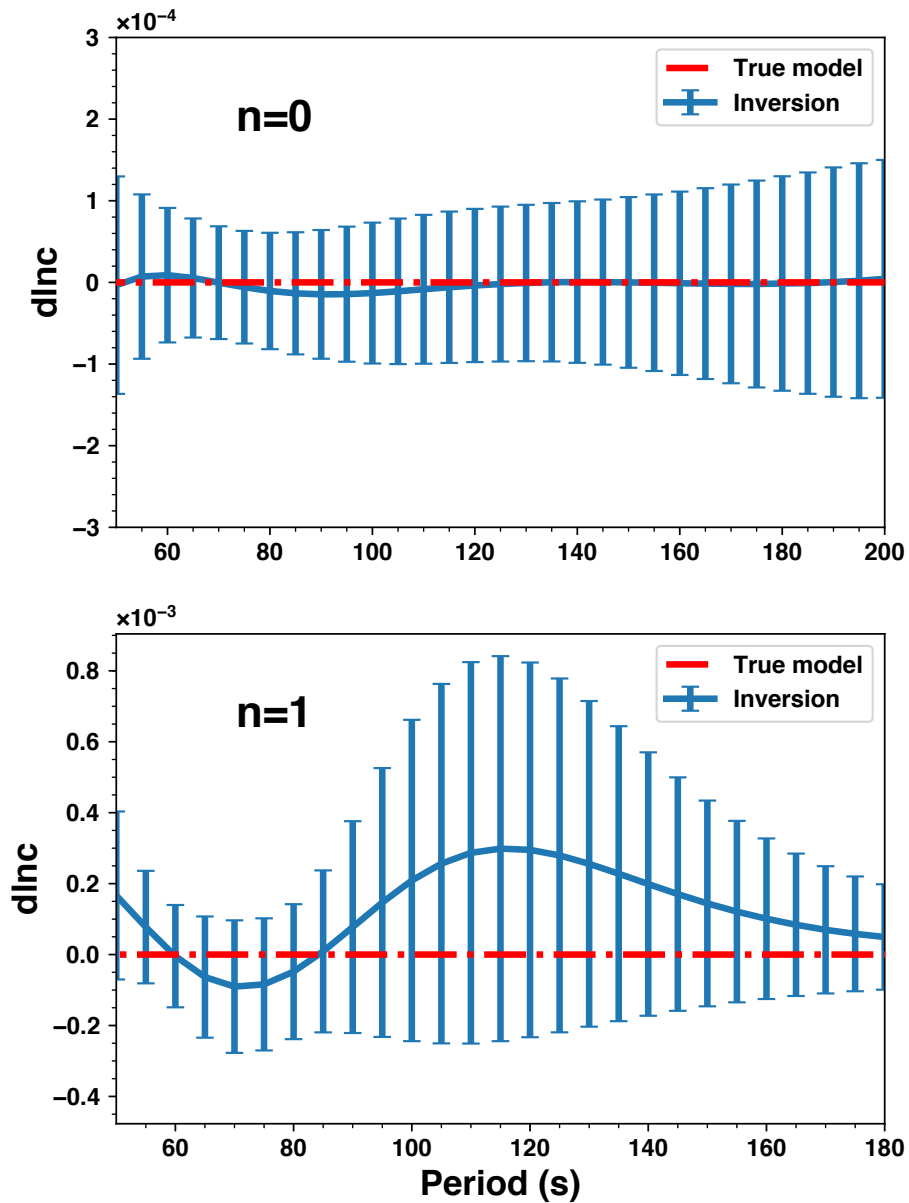 ×10⁻⁴
3
2
1
0
−1
−2
−3
dlnc
n=0
True model
Inversion
60 80 100 120 140 160 180 200
×10⁻³
0.8
0.6
0.4
0.2
0.0
−0.2
−0.4
dlnc
n=1
True model
Inversion
60 80 100 120 140 160 180
Period (s)